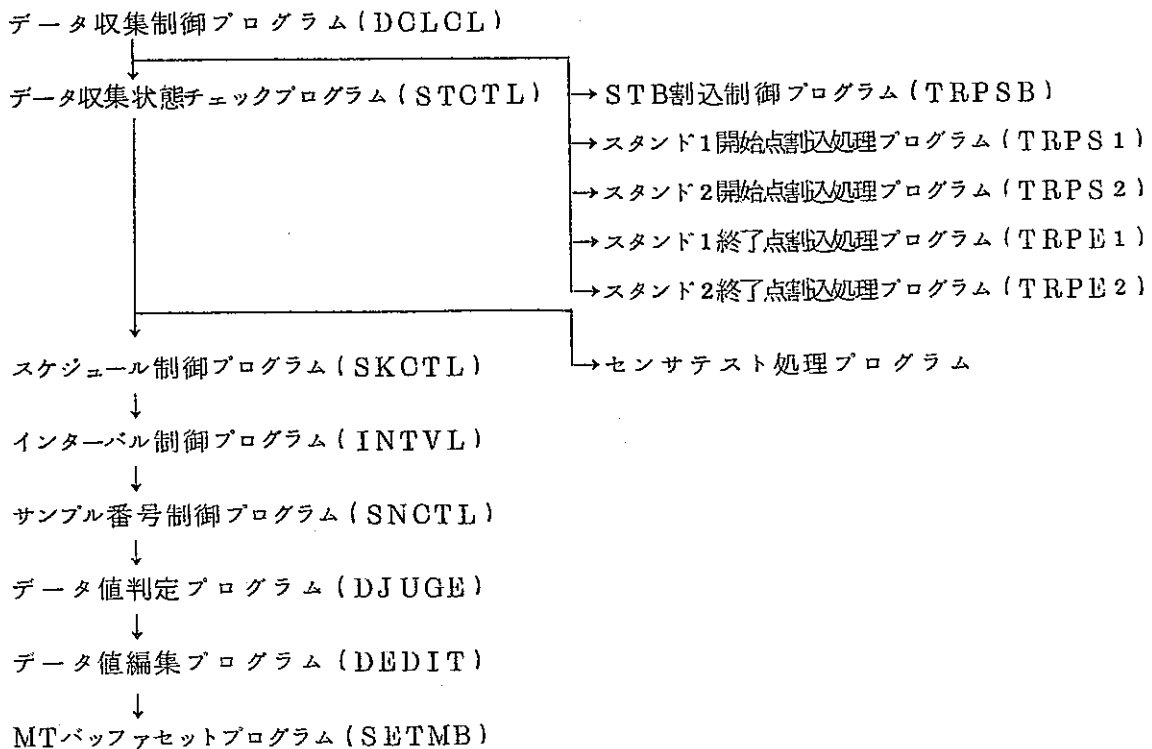 データ収集制御プログラム(DCLCL)
データ収集状態チェックプログラム(STCTL)
→STB割込制御プログラム(TRPSB)
→スタンド1開始点割込処理プログラム(TRPS1)
→スタンド2開始点割込処理プログラム(TRPS2)
→スタンド1終了点割込処理プログラム(TRPE1)
→スタンド2終了点割込処理プログラム(TRPE2)
スケジュール制御プログラム(SKCTL)
→センサテスト処理プログラム
↓
インターバル制御プログラム(INTVL)
↓
サンプル番号制御プログラム(SNCTL)
↓
データ値判定プログラム(DJUGE)
↓
データ値編集プログラム(DEDIT)
↓
MTバッファセットプログラム(SETMB)